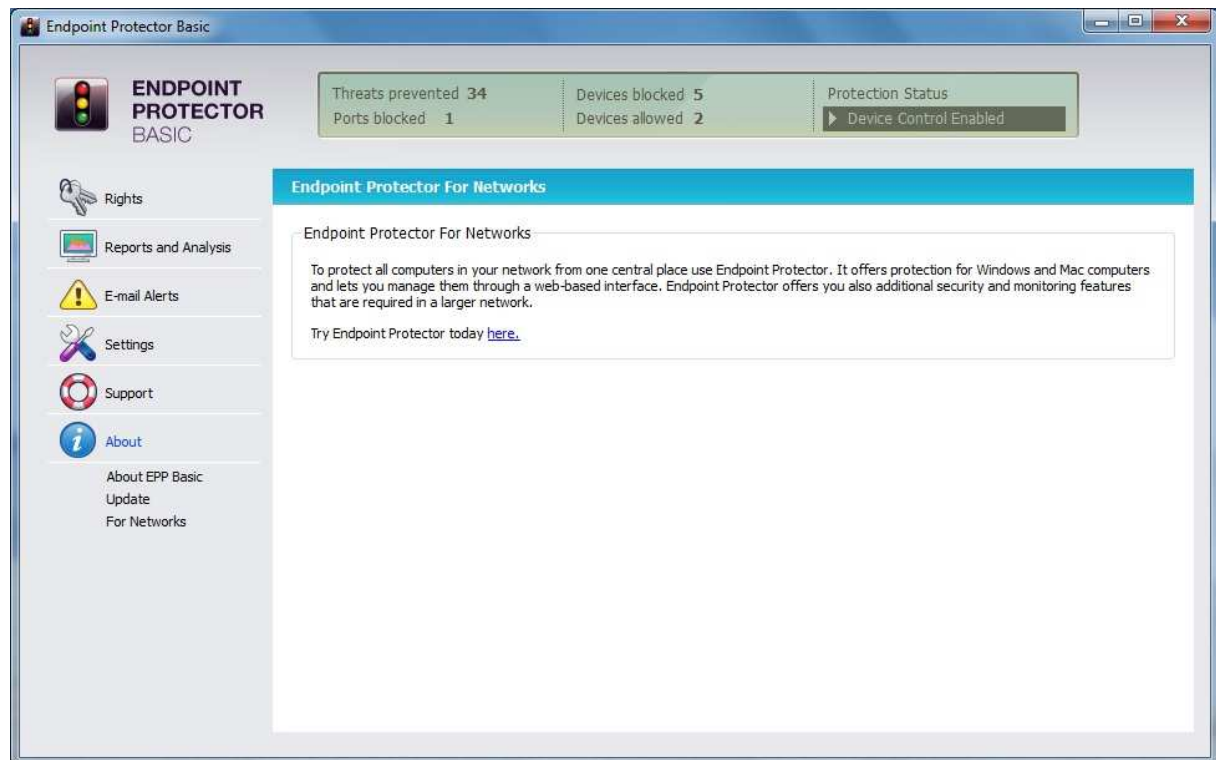 Endpoint Protector Basic
ENDPOINT
PROTECTOR
BASIC
Threats prevented 34
Ports blocked 1
Devices blocked 5
Devices allowed 2
Protection Status
Device Control Enabled
Rights
Reports and Analysis
E-mail Alerts
Settings
Support
About
About EPP Basic
Update
For Networks
Endpoint Protector For Networks
Endpoint Protector For Networks
To protect all computers in your network from one central place use Endpoint Protector. It offers protection for Windows and Mac computers
and lets you manage them through a web-based interface. Endpoint Protector offers you also additional security and monitoring features
that are required in a larger network.
Try Endpoint Protector today here.